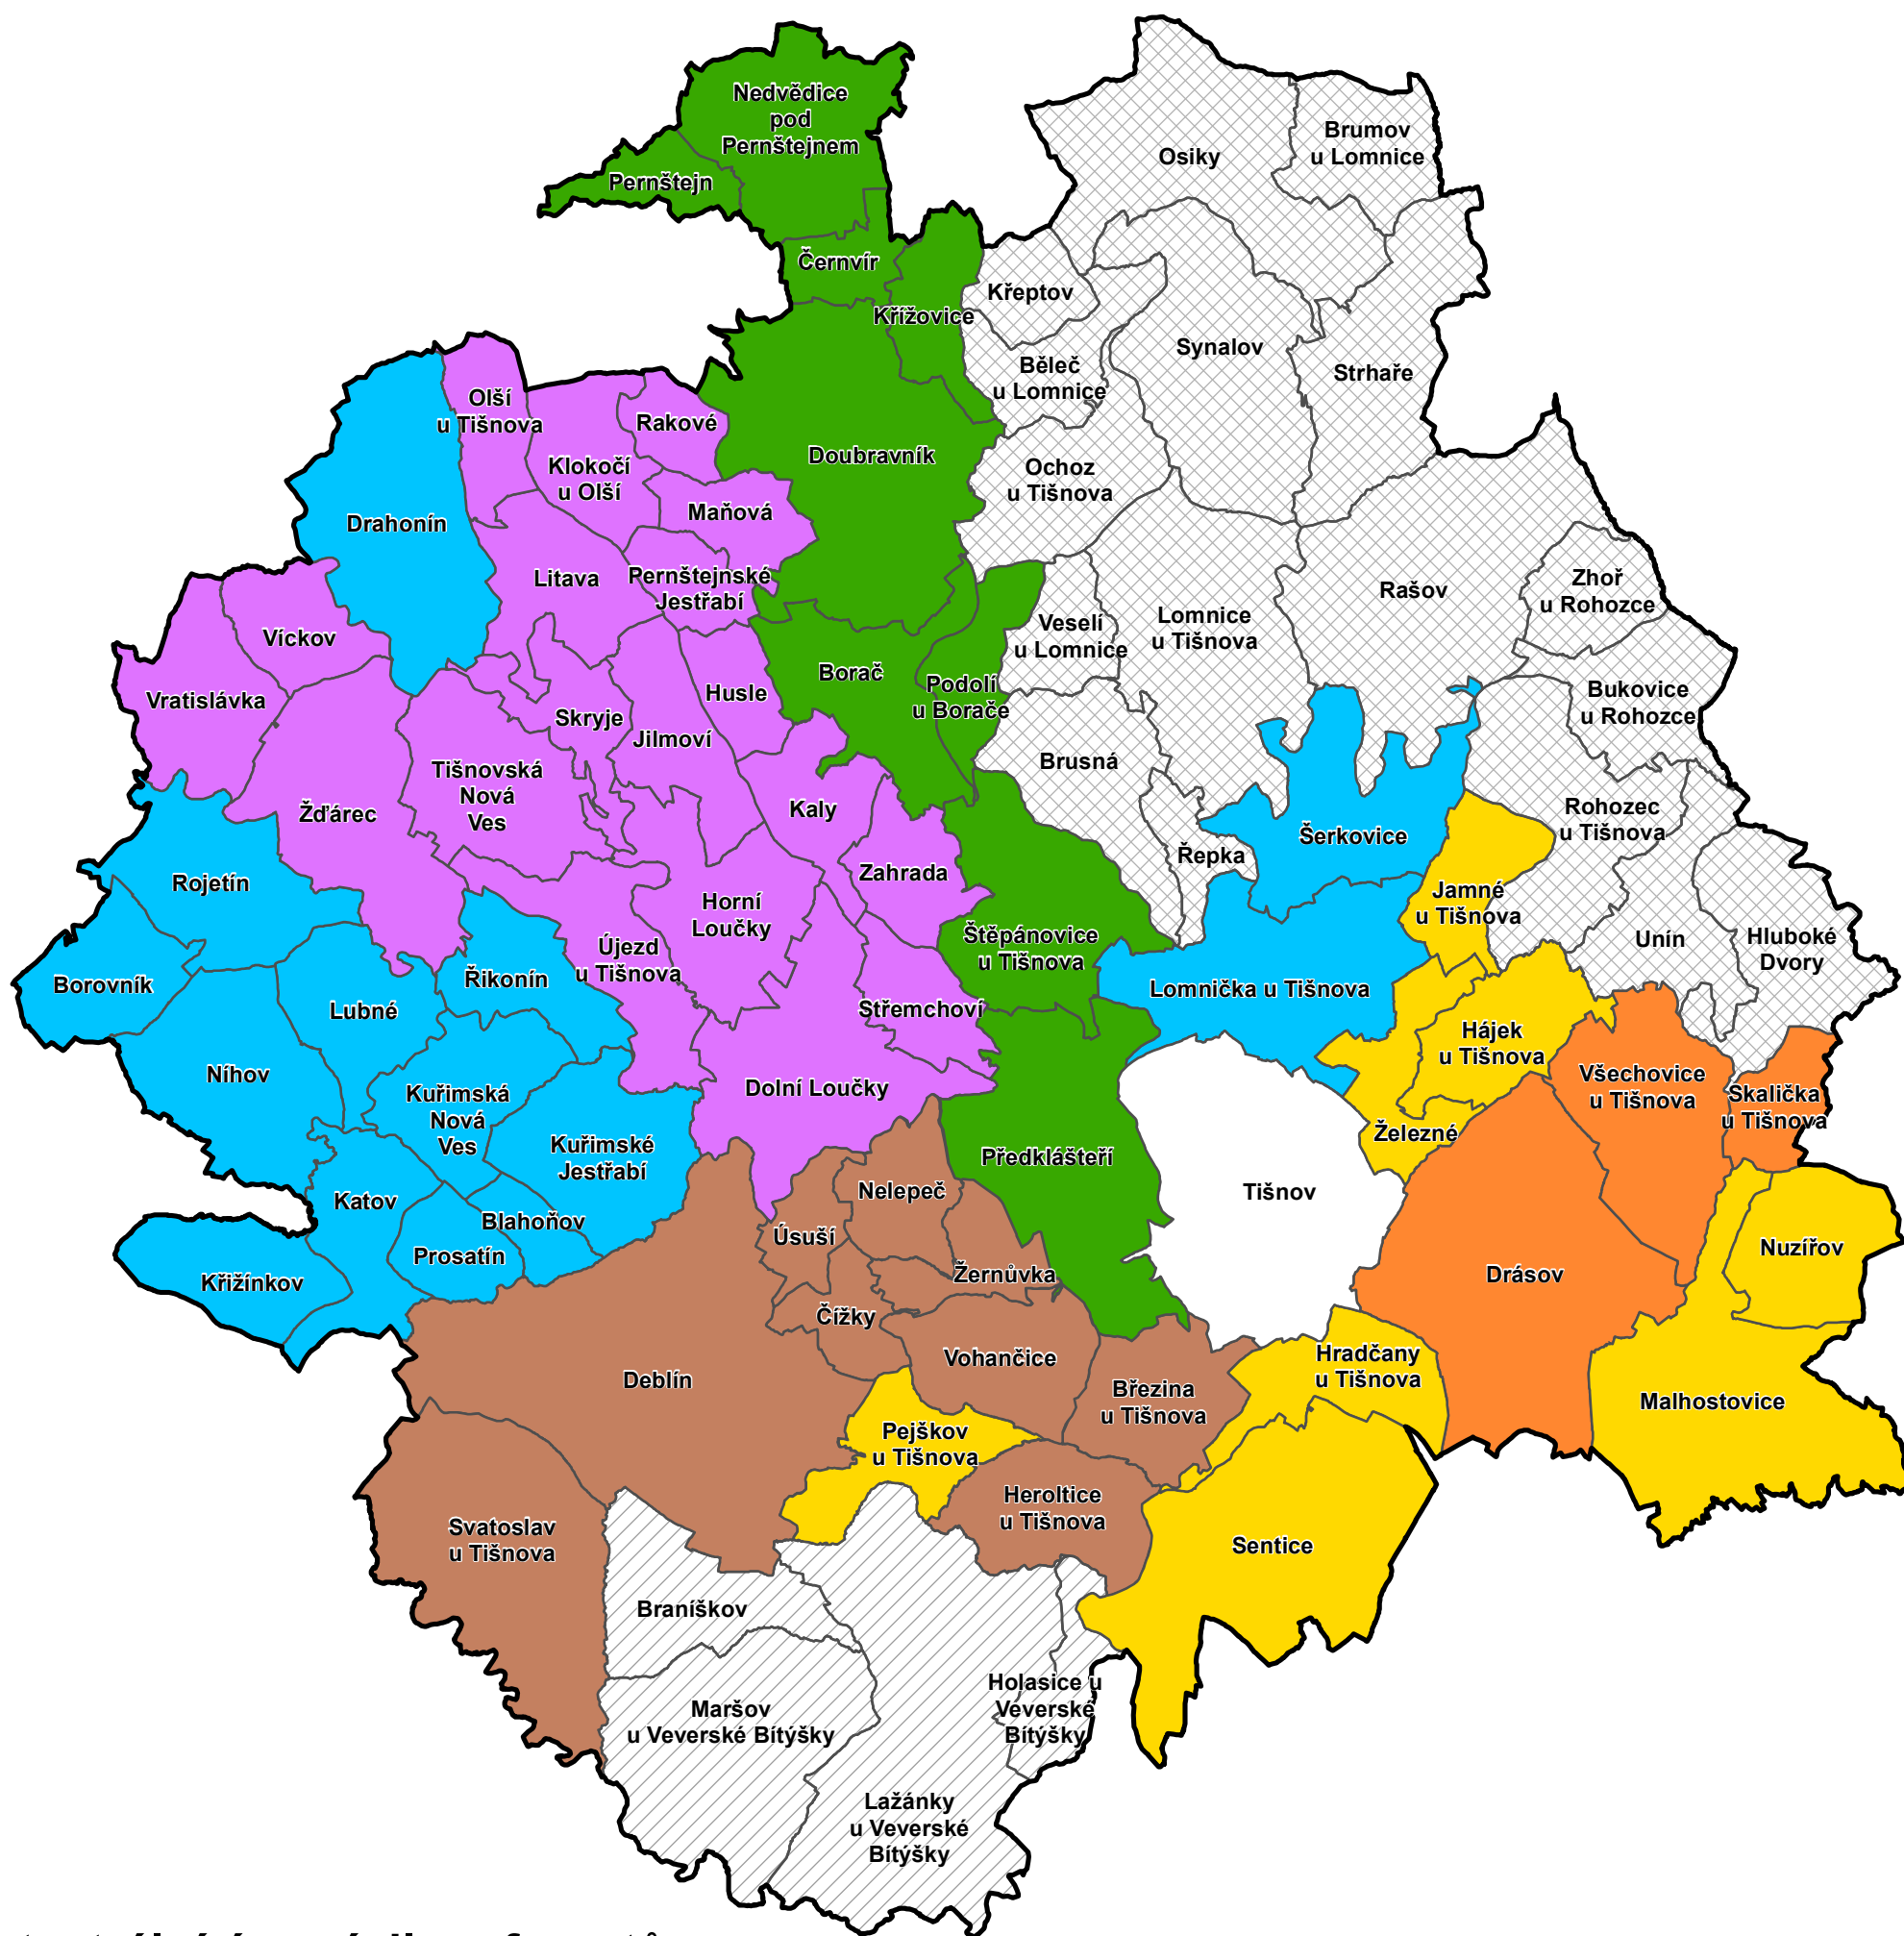 Nedvědice
pod
Pernštejnem
Pernštejn
Černvír
Křížovice
Osiky
Brumov
u Lomnice
Křeptov
Běleč
u Lomnice
Synalov
Strhaře
Olší
u Tišnova
Rakové
Klokočí
u Olší
Maňová
Doubravník
Ochoz
u Tišnova
Drahonín
Litava
Pernštejnské
Jestřabí
Rašov
Zhoř
u Rohozce
Veselí
u Lomnice
Lomnice
u Tišnova
Víckov
Vratislávka
Skryje
Jilmoví
Husle
Borač
Podolí
u Borače
Bukovice
u Rohozce
Brusná
Tišnovská
Nová
Ves
Žďárec
Kaly
Zahrada
Řepka
Šerkovice
Rohozec
u Tišnova
Jamné
u Tišnova
Rojetín
Horní
Loučky
Újezd
u Tišnova
Štěpánovice
u Tišnova
Unín
Hluboké
Dvory
Borovník
Řikonín
Lubné
Střemchoví
Lomnička u Tišnova
Hájek
u Tišnova
Níhov
Kuřimská
Nová
Ves
Dolní Loučky
Všechovice
u Tišnova
Skalička
u Tišnova
Železné
Kuřimské
Jestřabí
Předklášteří
Tišnov
Katov
Blahoňov
Prosatín
Nelepeč
Úsuší
Žernůvka
Křižínkov
Čížky
Drásov
Nuzířov
Deblín
Vohančice
Březina
u Tišnova
Hradčany
u Tišnova
Malhostovice
Pejškov
u Tišnova
Heroltice
u Tišnova
Svatoslav
u Tišnova
Sentice
Braníškov
Maršov
u Veverské Bítýšky
Holasice u
Veverské
Bítýšky
Lažánky
u Veverské
Bítýšky